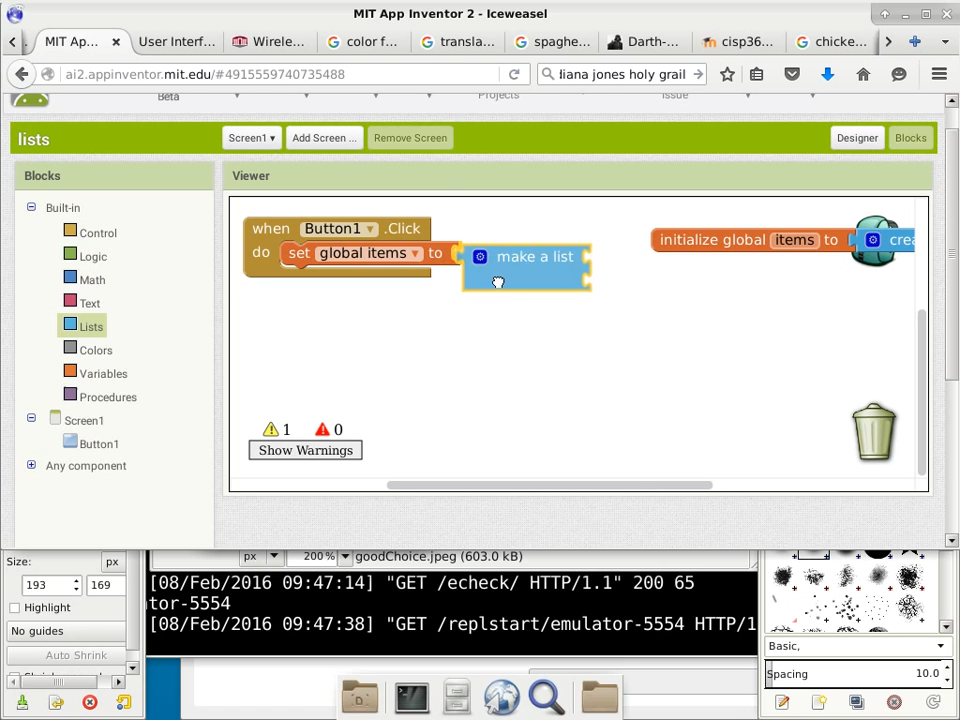 MIT App Inventor 2 - Iceweasel
MIT Ap...
User Interf...
Wirele...
color f...
transla...
spaghe...
Darth-...
cisp36...
chicke...
ai2.appinventor.mit.edu/#4915559740735488
liana jones holy grail
Beta
Projects
Issue
lists
Screen1
Add Screen ...
Remove Screen
Designer
Blocks
Blocks
Viewer
Built-in
Control
Logic
Math
Text
Lists
Colors
Variables
Procedures
Screen1
Button1
Any component
when Button1 .Click
do set global items to
make a list
initialize global items to crea
1 0
Show Warnings
Size: px
193 169
Highlight
No guides
Auto Shrink
px 200% goodChoice.jpeg (603.0 kB)
[08/Feb/2016 09:47:14] "GET /echeck/ HTTP/1.1" 200 65
tor-5554
[08/Feb/2016 09:47:38] "GET /replstart/emulator-5554 HTTP/1
Basic,
Spacing 10.0